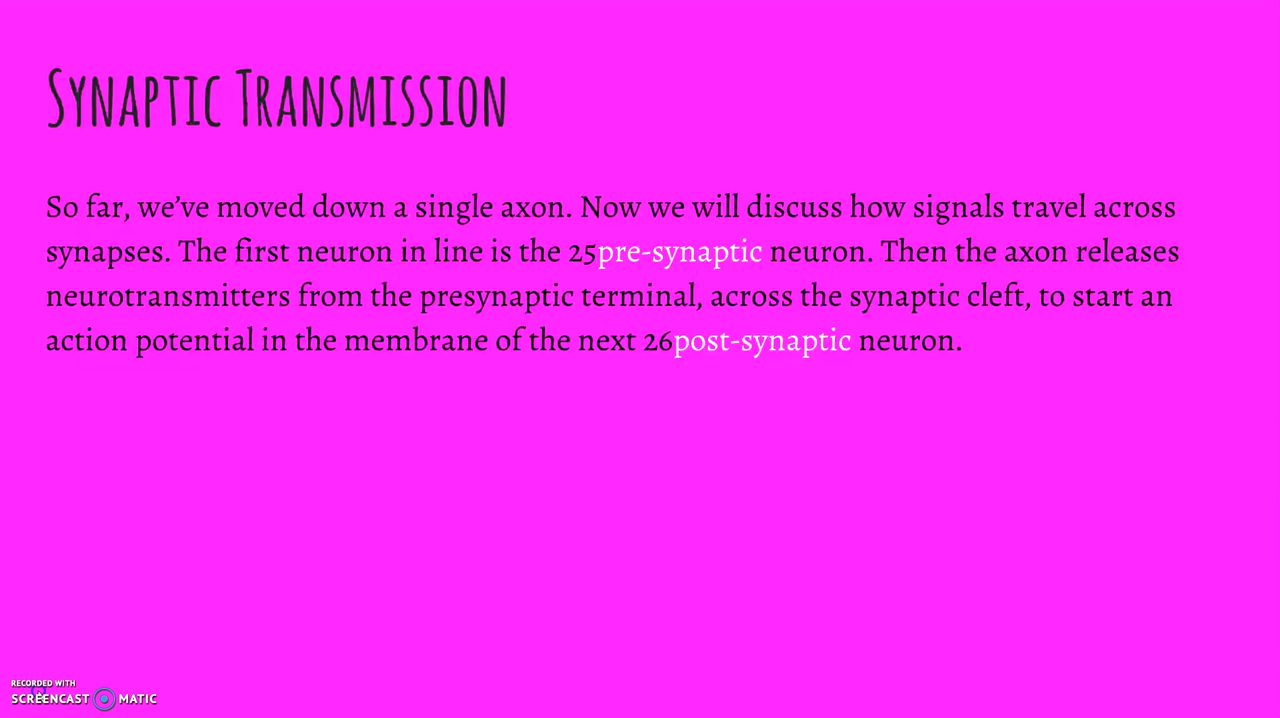 Synaptic Transmission
So far, we’ve moved down a single axon. Now we will discuss how signals travel across
synapses. The first neuron in line is the 25pre-synaptic neuron. Then the axon releases
neurotransmitters from the presynaptic terminal, across the synaptic cleft, to start an
action potential in the membrane of the next 26post-synaptic neuron.
RECORDED WITH
SCREENCAST MATIC